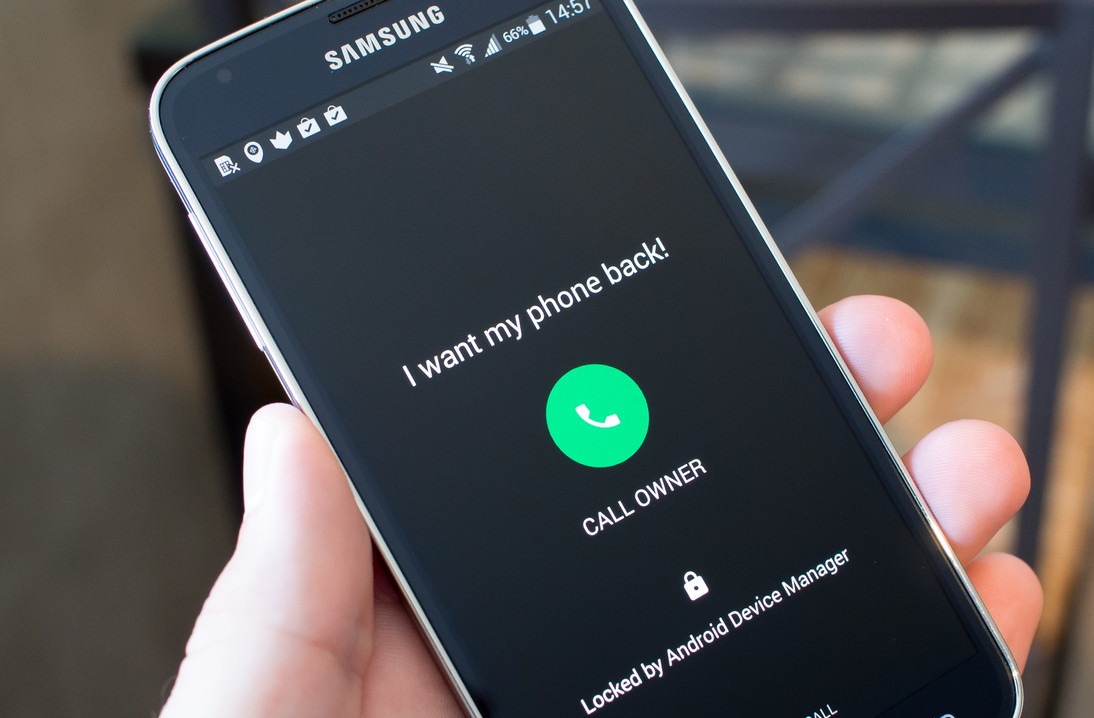 SAMSUNG
66% 14:57
I want my phone back!
CALL OWNER
Locked by Android Device Manager